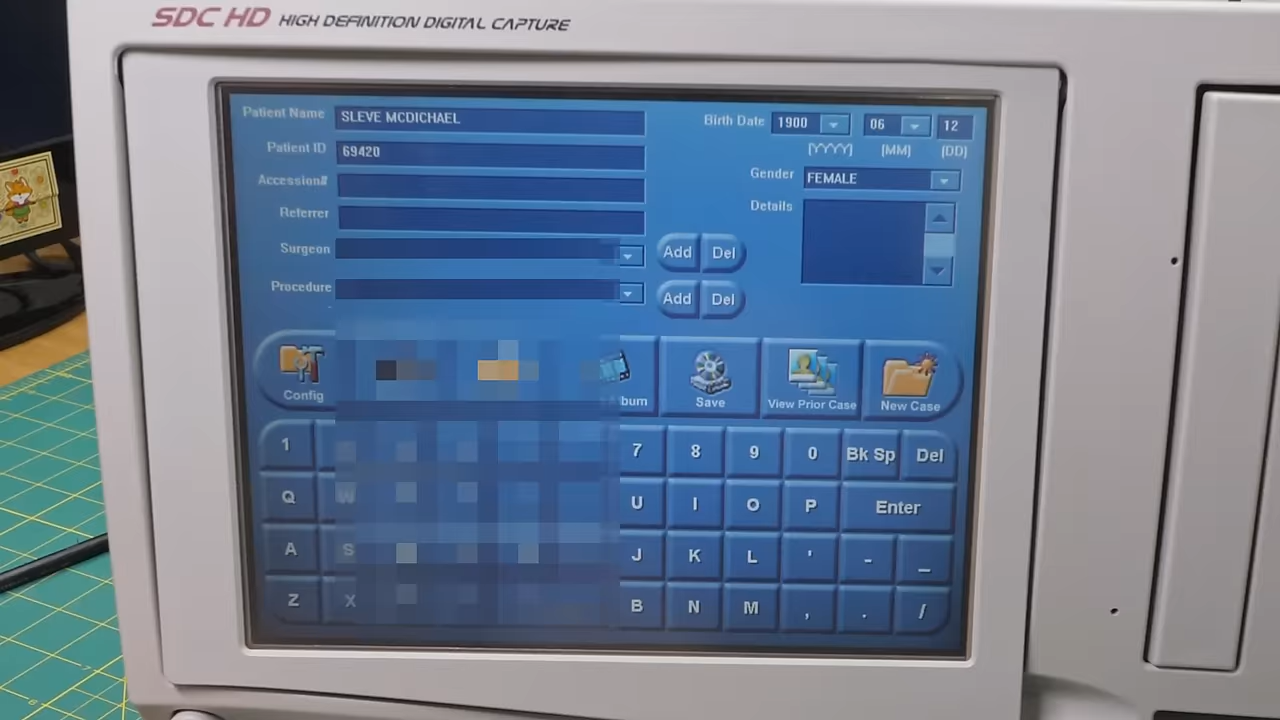 SDC HD HIGH DEFINITION DIGITAL CAPTURE
Patient Name SLEVE MCDICHAEL
Birth Date 1900 06 12
(YYYY) (MM) (DD)
Patient ID 69420
Accession#
Gender FEMALE
Referrer
Details
Surgeon Add Del
Procedure Add Del
Config Save View Prior Case New Case
1 7 8 9 0 Bk Sp Del
Q W U I O P Enter
A S J K L ' - _
Z X B N M , . /